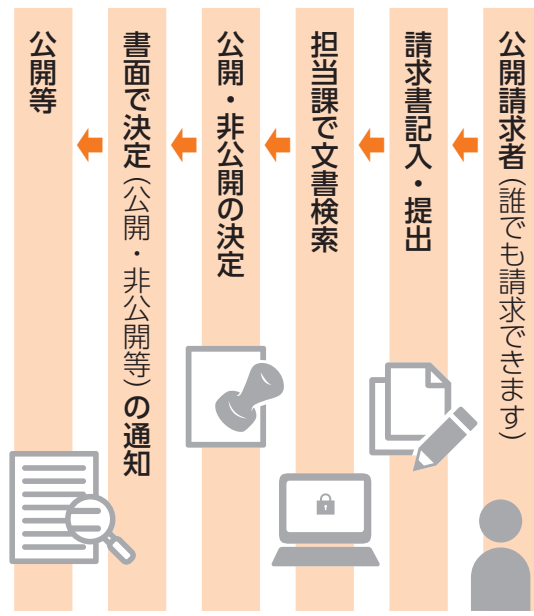 公開請求者(誰でも請求できます)
請求書記入・提出
担当課で文書検索
公開・非公開の決定
書面で決定(公開・非公開等)の通知
公開等